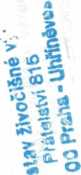 stav živočišné v
Přátelství 815
00 Praha - Uhříněves